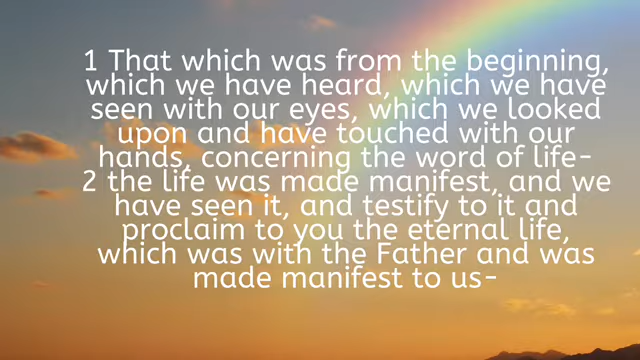 1 That which was from the beginning,
which we have heard, which we have
seen with our eyes, which we looked
upon and have touched with our
hands, concerning the word of life-
2 the life was made manifest, and we
have seen it, and testify to it and
proclaim to you the eternal life,
which was with the Father and was
made manifest to us-